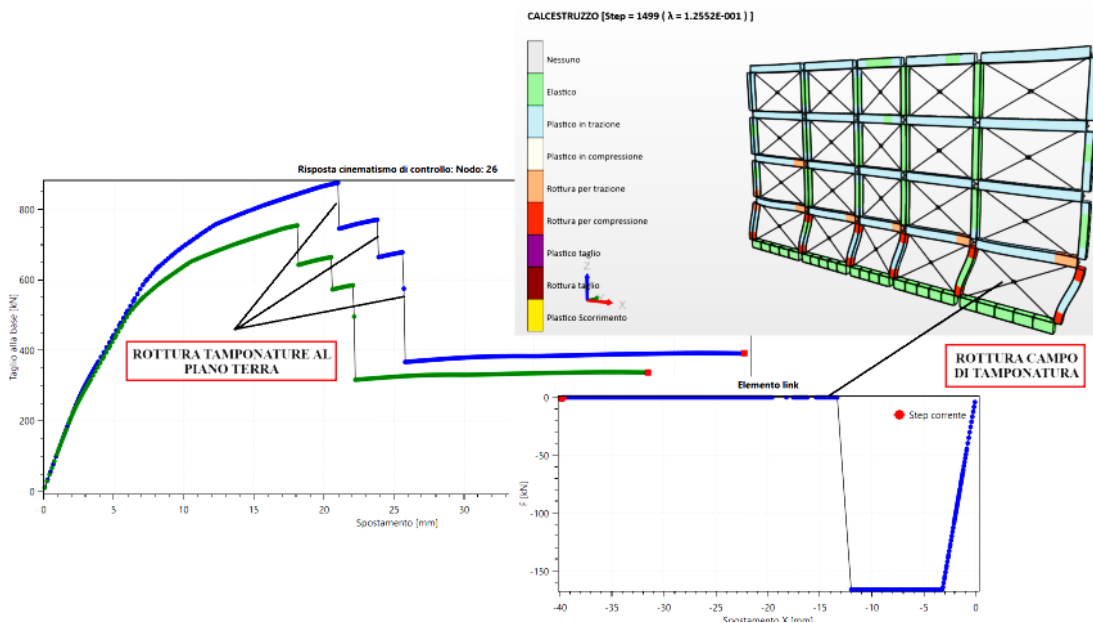 CALCESTRUZZO [Step = 1499 ( λ = 1.2552E-001 ) ]
Nessuno
Elastico
Plastico in trazione
Plastico in compressione
Rottura per trazione
Rottura per compressione
Plastico taglio
Rottura taglio
Plastico Scorrimento
Z
X
Risposta cinematismo di controllo: Nodo: 26
Taglio alla base [kN]
800
600
400
200
0
0
5
10
15
20
25
30
Spostamento [mm]
ROTTURA TAMPONATURE AL
PIANO TERRA
ROTTURA CAMPO
DI TAMPONATURA
Elemento link
Step corrente
F [kN]
0
-50
-100
-150
-40
-35
-30
-25
-20
-15
-10
-5
0
Spostamento X [mm]